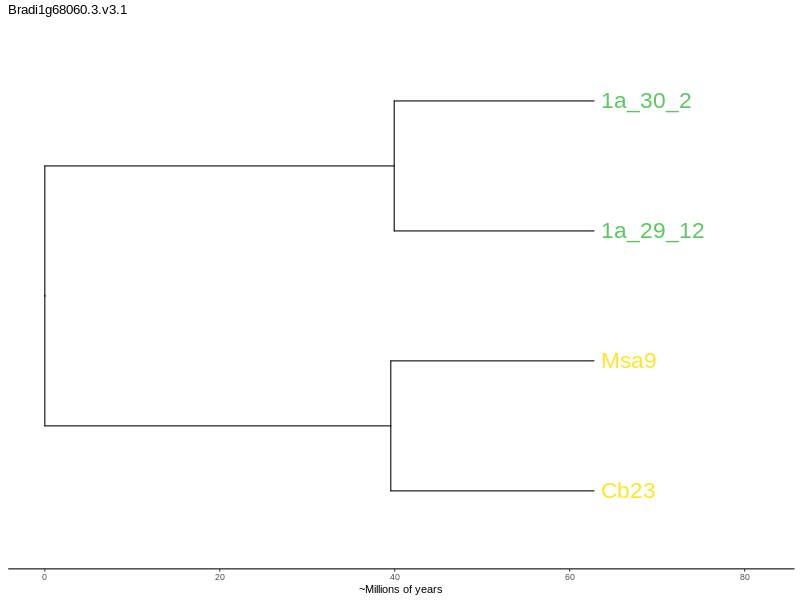 Bradi1g68060.3.v3.1
1a_30_2
1a_29_12
Msa9
Cb23
0 20 40 60 80
~Millions of years